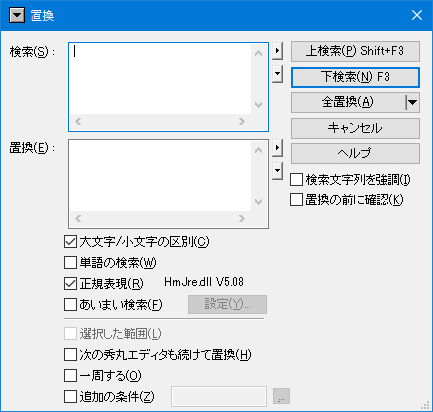 置換
検索(S)：
上検索(P) Shift+F3
下検索(N) F3
全置換(A)
キャンセル
置換(E)：
ヘルプ
検索文字列を強調(I)
置換の前に確認(K)
大文字/小文字の区別(C)
単語の検索(W)
正規表現(R) HmJre.dll V5.08
あいまい検索(F) 設定(Y)...
選択した範囲(L)
次の秀丸エディタも続けて置換(H)
一周する(O)
追加の条件(Z) ...